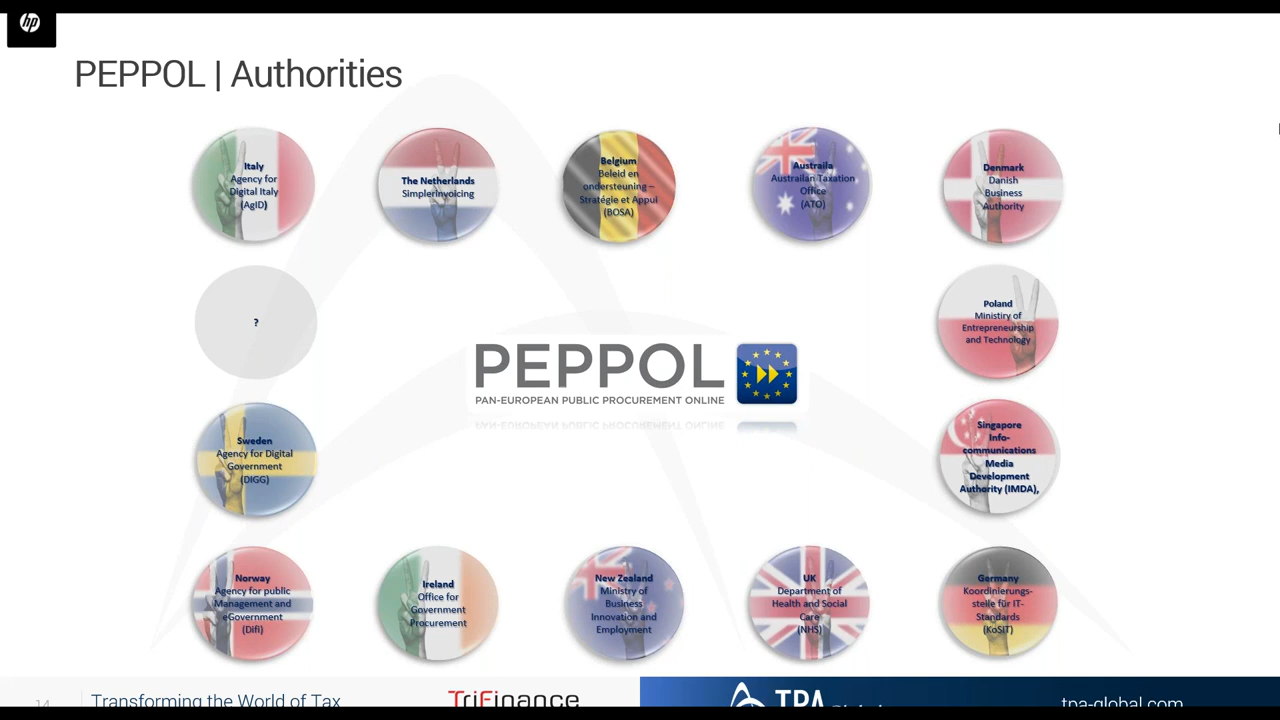 hp
PEPPOL | Authorities
Italy
Agency for
Digital Italy
(AgID)
The Netherlands
SimplerInvoicing
Belgium
Beleid en
ondersteuning –
Stratégie et Appui
(BOSA)
Austraila
Australian Taxation
Office
(ATO)
Denmark
Danish
Business
Authority
?
Poland
Ministiry of
Entrepreneurship
and Technology
PEPPOL
PAN-EUROPEAN PUBLIC PROCUREMENT ONLINE
Sweden
Agency for Digital
Government
(DIGG)
Singapore
Info-
communications
Media
Development
Authority (IMDA),
Norway
Agency for public
Management and
eGovernment
(Difi)
Ireland
Office for
Government
Procurement
New Zealand
Ministry of
Business
Innovation and
Employment
UK
Department of
Health and Social
Care
(NHS)
Germany
Koordinierungs-
stelle für IT-
Standards
(KoSIT)
14
Transforming the World of Tax
TriFinance
TPA
tpa-global.com